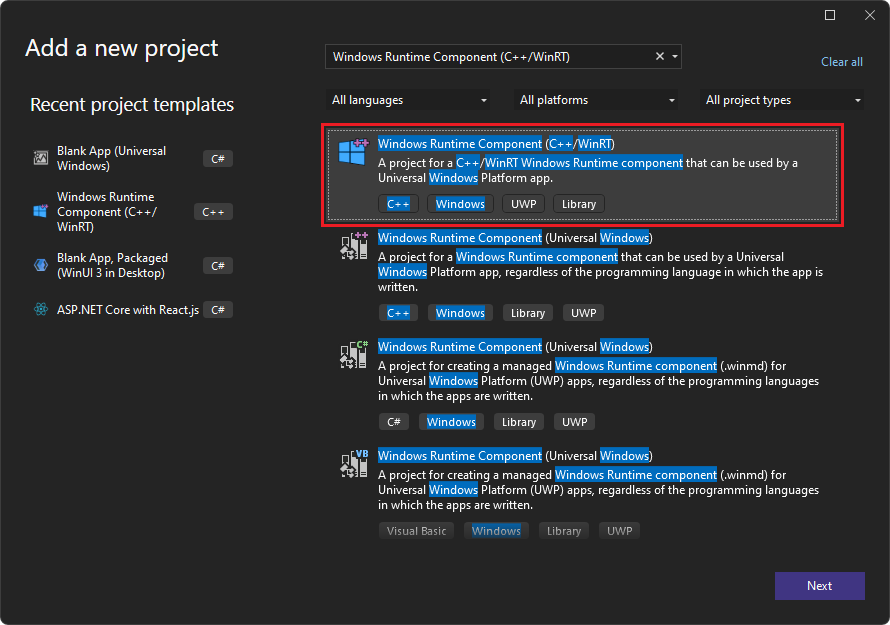 Add a new project
Windows Runtime Component (C++/WinRT)
Clear all
Recent project templates
Blank App (Universal
Windows)
C#
Windows Runtime
Component (C++/
WinRT)
C++
Blank App, Packaged
(WinUI 3 in Desktop)
C#
ASP.NET Core with React.js
C#
All languages
All platforms
All project types
++
Windows Runtime Component (C++/WinRT)
A project for a C++/WinRT Windows Runtime component that can be used by a
Universal Windows Platform app.
C++ Windows UWP Library
++
Windows Runtime Component (Universal Windows)
A project for a Windows Runtime component that can be used by a Universal
Windows Platform app, regardless of the programming language in which the app is
written.
C++ Windows Library UWP
C#
Windows Runtime Component (Universal Windows)
A project for creating a managed Windows Runtime component (.winmd) for
Universal Windows Platform (UWP) apps, regardless of the programming languages
in which the apps are written.
C# Windows Library UWP
VB
Windows Runtime Component (Universal Windows)
A project for creating a managed Windows Runtime component (.winmd) for
Universal Windows Platform (UWP) apps, regardless of the programming languages
in which the apps are written.
Visual Basic Windows Library UWP
Next